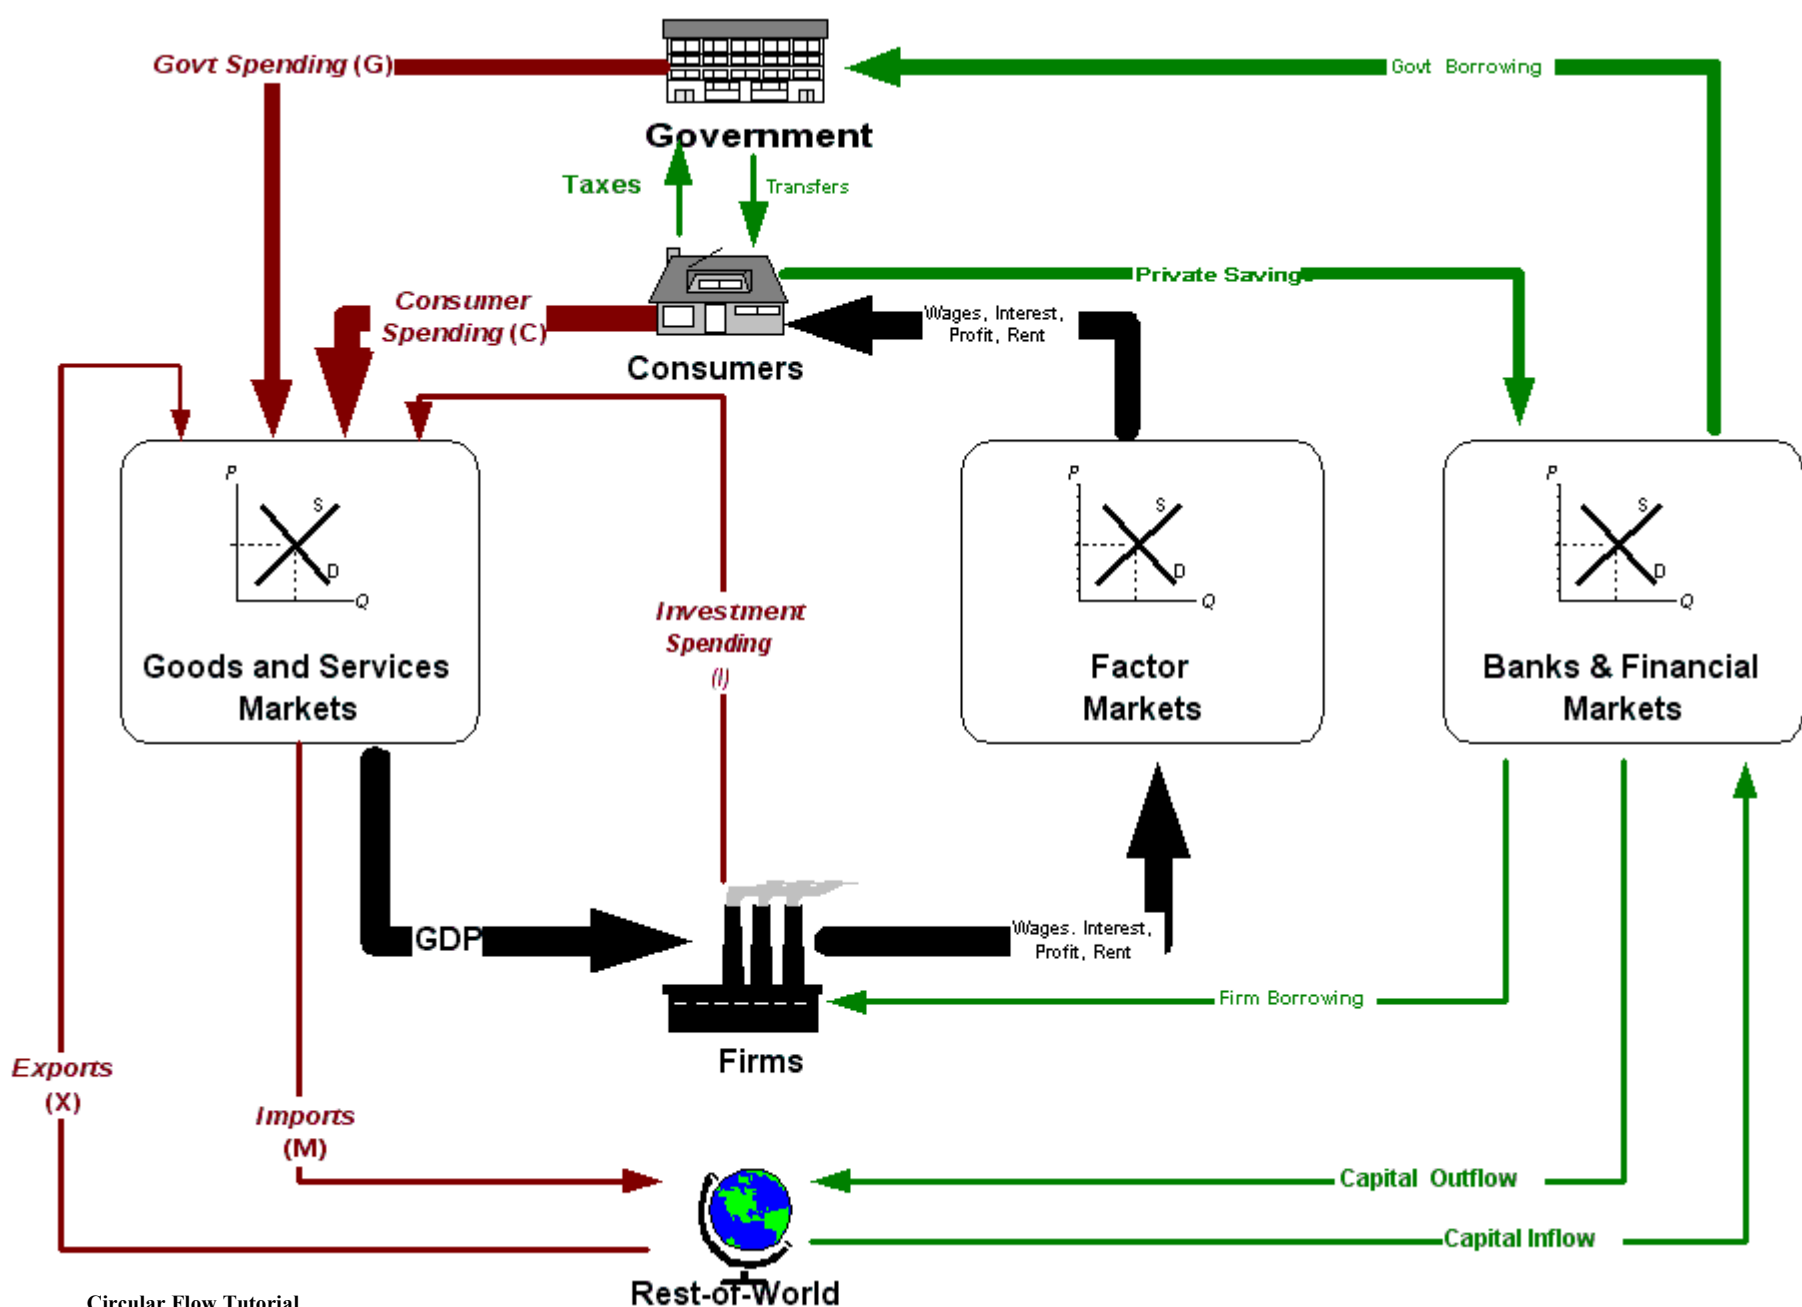 Govt Spending (G)
Govt Borrowing
Government
Taxes
Transfers
Private Saving
Consumer
Spending (C)
Wages, Interest,
Profit, Rent
Consumers
P
S
D
Q
Goods and Services
Markets
Investment
Spending
(I)
P
S
D
Q
Factor
Markets
P
S
D
Q
Banks & Financial
Markets
GDP
Wages. Interest,
Profit, Rent
Firm Borrowing
Firms
Exports
(X)
Imports
(M)
Capital Outflow
Capital Inflow
Rest-of-World
Circular Flow Tutorial